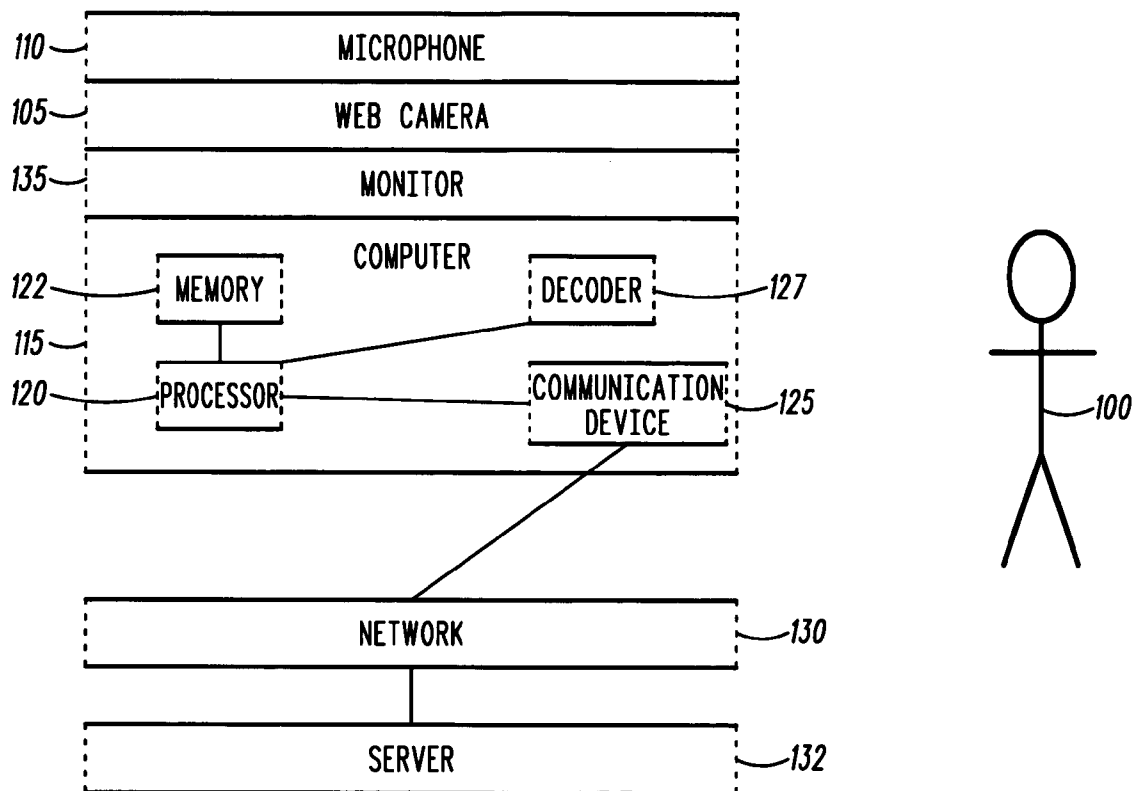 110 MICROPHONE
105 WEB CAMERA
135 MONITOR
COMPUTER
122 MEMORY DECODER 127
115
120 PROCESSOR COMMUNICATION DEVICE 125
100
NETWORK 130
SERVER 132